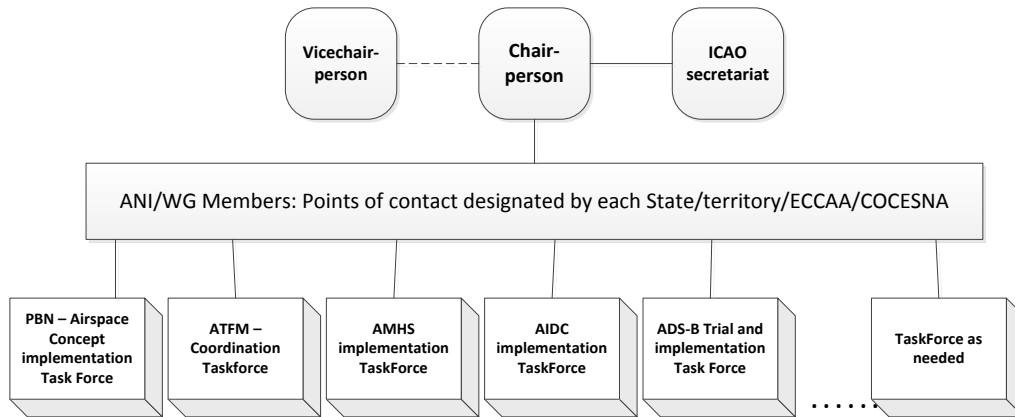 Vicechair-
person
Chair-
person
ICAO
secretariat
ANI/WG Members: Points of contact designated by each State/territory/ECCAA/COCESNA
PBN – Airspace
Concept
implementation
Task Force
ATFM –
Coordination
Taskforce
AMHS
implementation
TaskForce
AIDC
implementation
TaskForce
ADS-B Trial and
implementation
Task Force
......
TaskForce as
needed